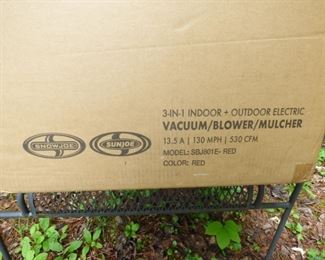 3-IN-1 INDOOR + OUTDOOR ELECTRIC
VACUUM/BLOWER/MULCHER
13.5 A | 130 MPH | 530 CFM
MODEL: SBJ801E- RED
COLOR: RED
SNOWJOE SUNJOE